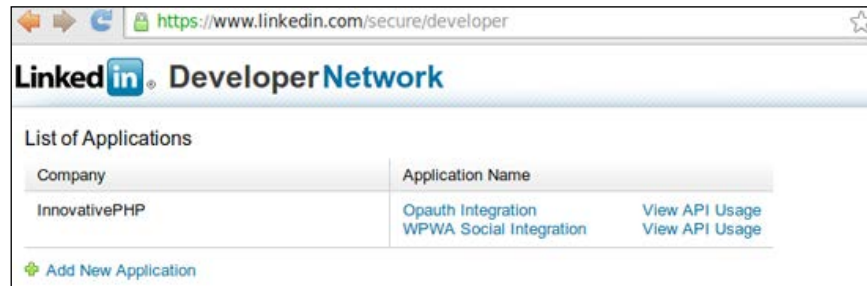 https://www.linkedin.com/secure/developer
Linked in® DeveloperNetwork
List of Applications
Company Application Name
InnovativePHP Opauth Integration View API Usage
WPWA Social Integration View API Usage
Add New Application